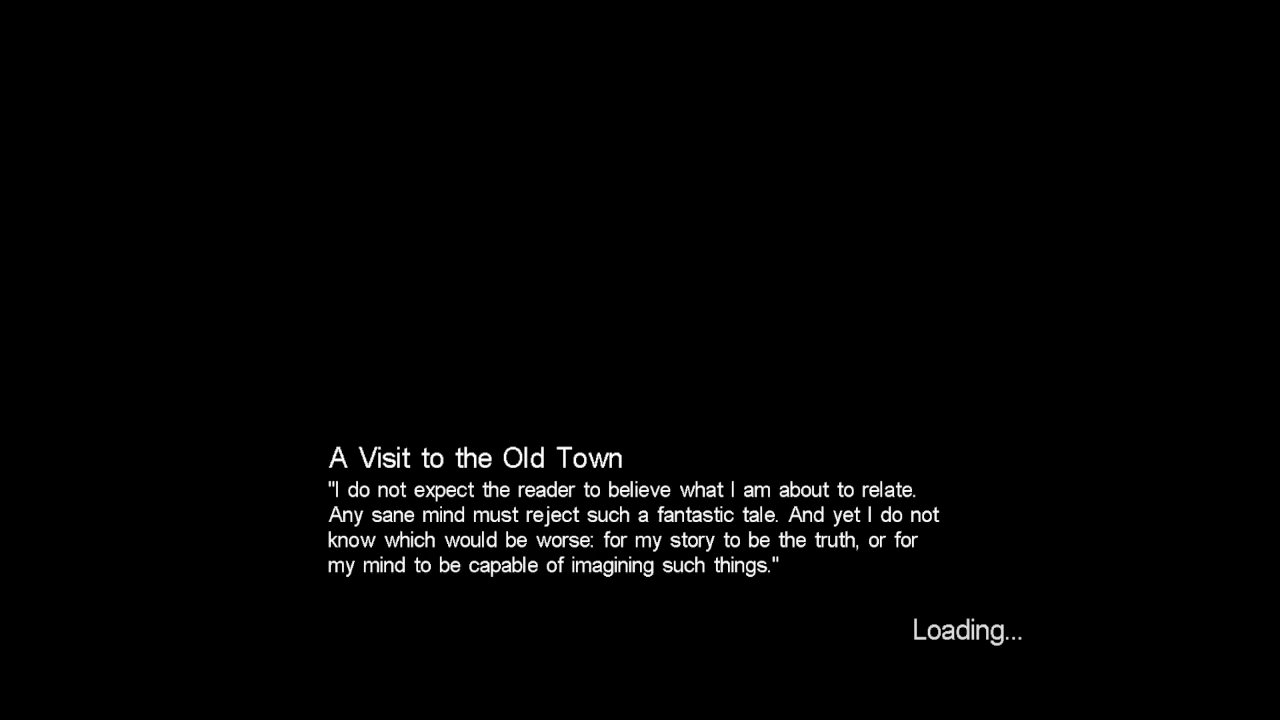 A Visit to the Old Town
"I do not expect the reader to believe what I am about to relate.
Any sane mind must reject such a fantastic tale. And yet I do not
know which would be worse: for my story to be the truth, or for
my mind to be capable of imagining such things."
Loading...